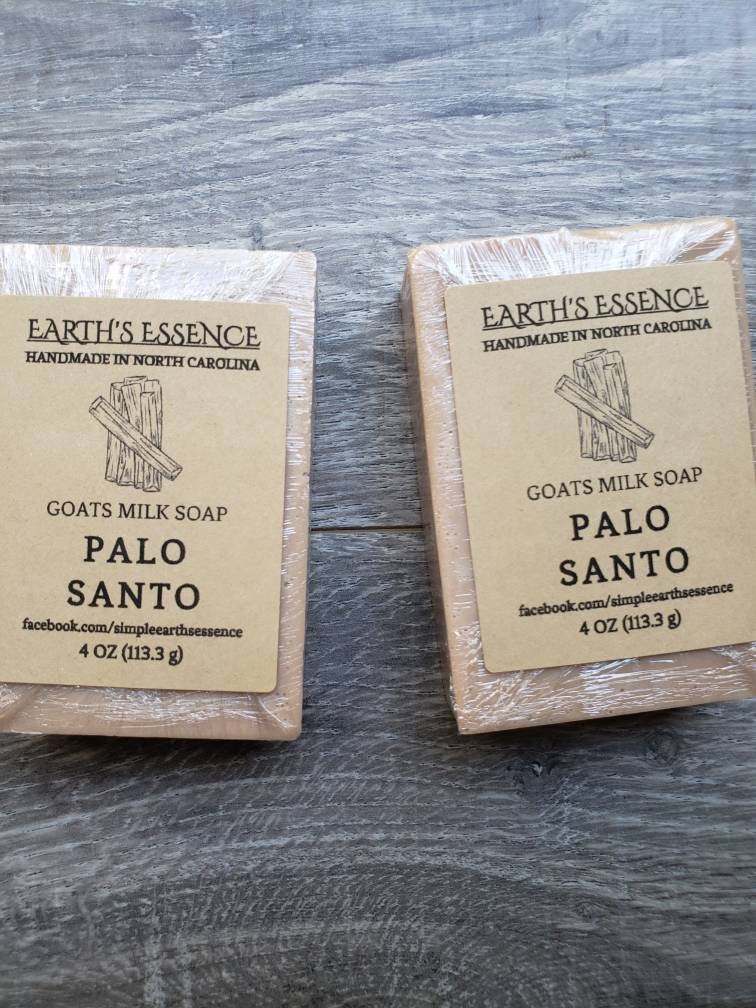 EARTH'S ESSENCE
HANDMADE IN NORTH CAROLINA
GOATS MILK SOAP
PALO
SANTO
facebook.com/simpleearthsessence
4 OZ (113.3 g)
EARTH'S ESSENCE
HANDMADE IN NORTH CAROLINA
GOATS MILK SOAP
PALO
SANTO
facebook.com/simpleearthsessence
4 OZ (113.3 g)